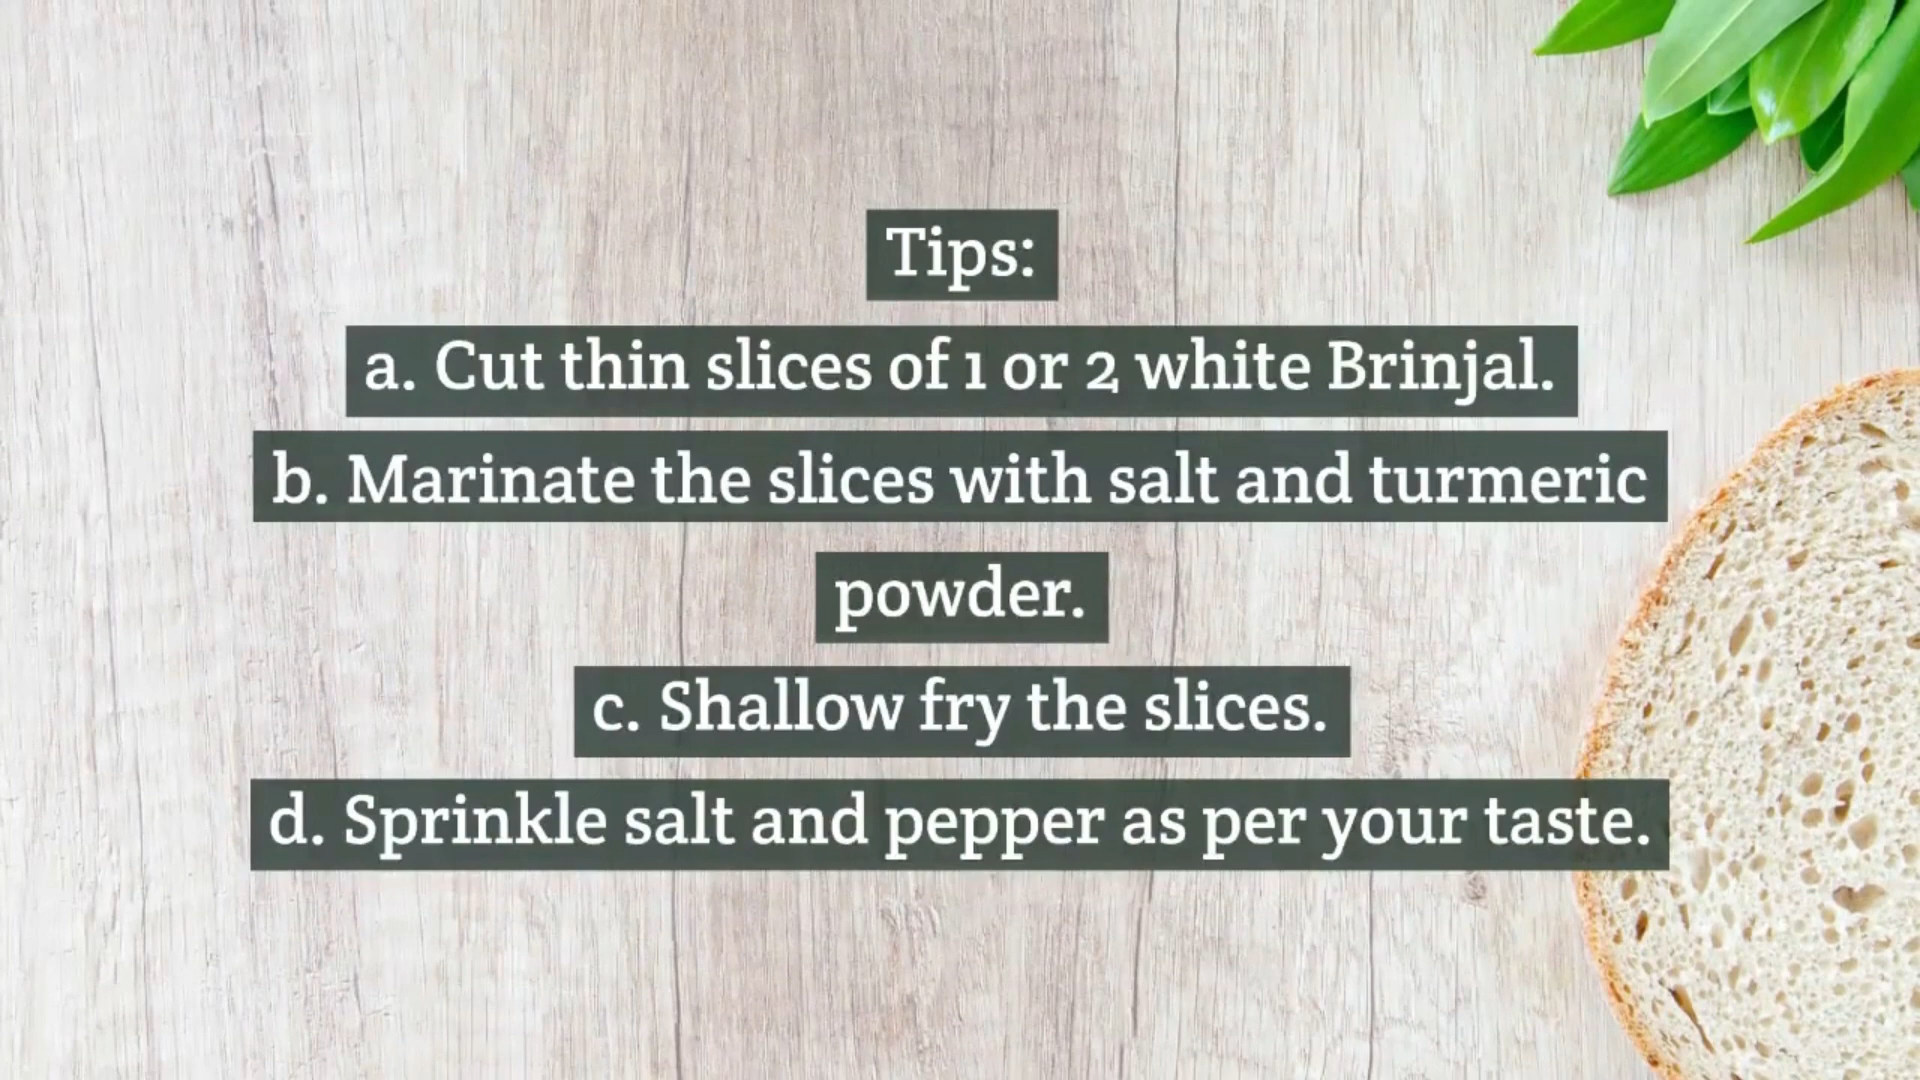 Tips:
a. Cut thin slices of 1 or 2 white Brinjal.
b. Marinate the slices with salt and turmeric
powder.
c. Shallow fry the slices.
d. Sprinkle salt and pepper as per your taste.